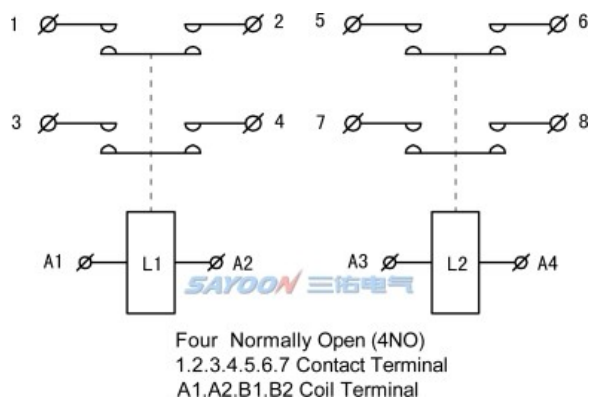 1 2 5 6
3 4 7 8
A1 L1 A2 A3 L2 A4
SAYOON 三佑电气
Four Normally Open (4NO)
1.2.3.4.5.6.7 Contact Terminal
A1.A2.B1.B2 Coil Terminal